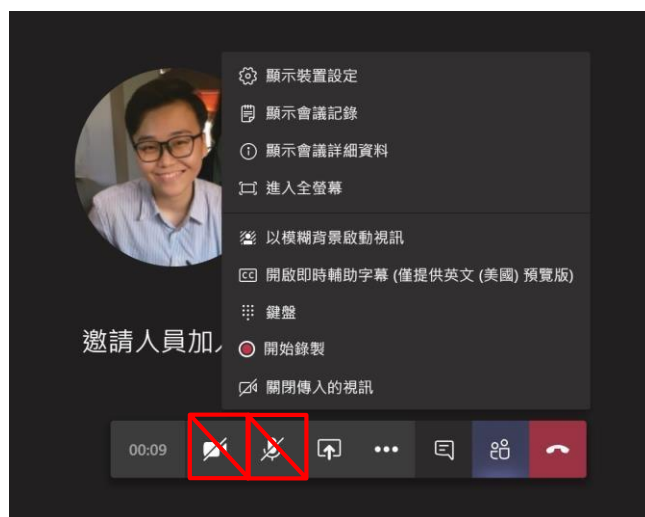 顯示裝置設定
顯示會議記錄
顯示會議詳細資料
進入全螢幕
以模糊背景啟動視訊
CC 開啟即時輔助字幕 (僅提供英文 (美國) 預覽版)
鍵盤
邀請人員加
開始錄製
關閉傳入的視訊
00:09